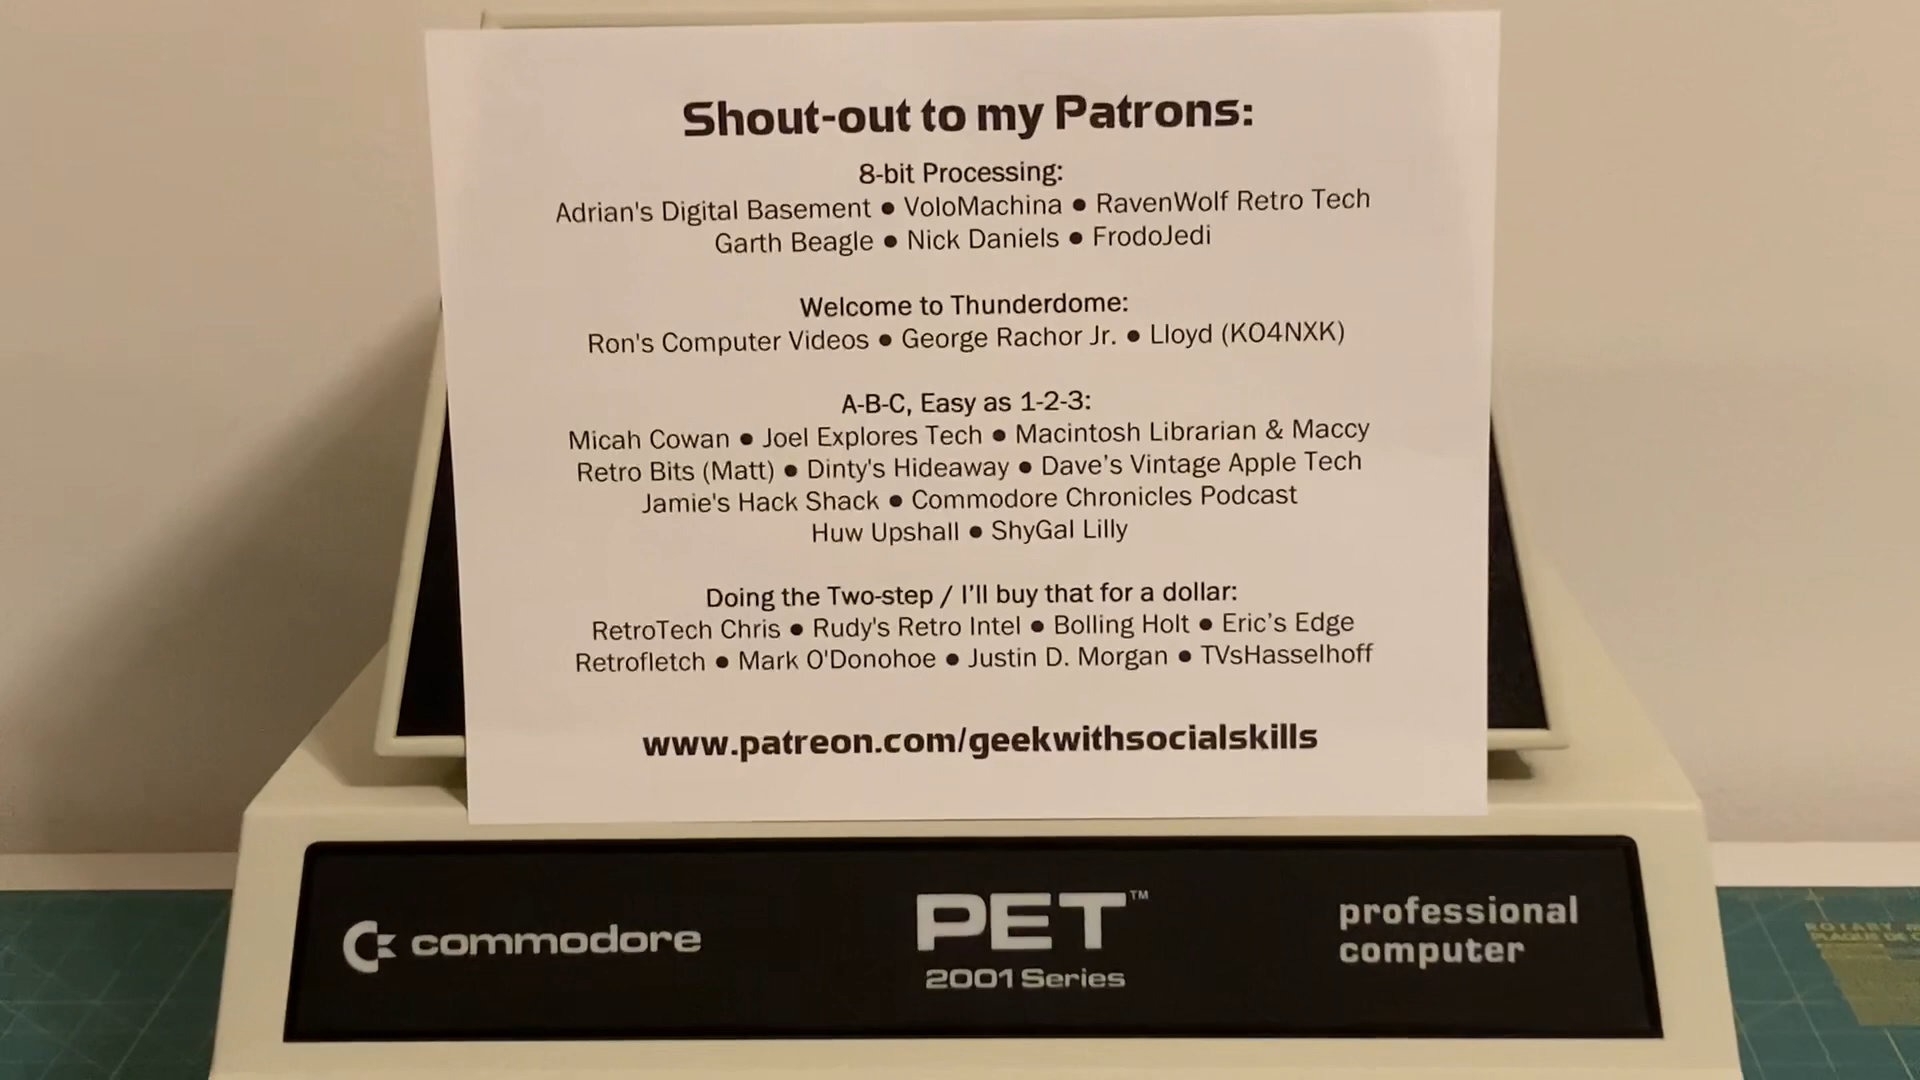 Shout-out to my Patrons:
8-bit Processing:
Adrian's Digital Basement ● VoloMachina ● RavenWolf Retro Tech
Garth Beagle ● Nick Daniels ● FrodoJedi
Welcome to Thunderdome:
Ron's Computer Videos ● George Rachor Jr. ● Lloyd (KO4NXK)
A-B-C, Easy as 1-2-3:
Micah Cowan ● Joel Explores Tech ● Macintosh Librarian & Maccy
Retro Bits (Matt) ● Dinty's Hideaway ● Dave’s Vintage Apple Tech
Jamie's Hack Shack ● Commodore Chronicles Podcast
Huw Upshall ● ShyGal Lilly
Doing the Two-step / I’ll buy that for a dollar:
RetroTech Chris ● Rudy's Retro Intel ● Bolling Holt ● Eric’s Edge
Retrofletch ● Mark O'Donohoe ● Justin D. Morgan ● TVsHasselhoff
www.patreon.com/geekwithsocialskills
commodore
PET™
2001 Series
professional
computer
ROTARY